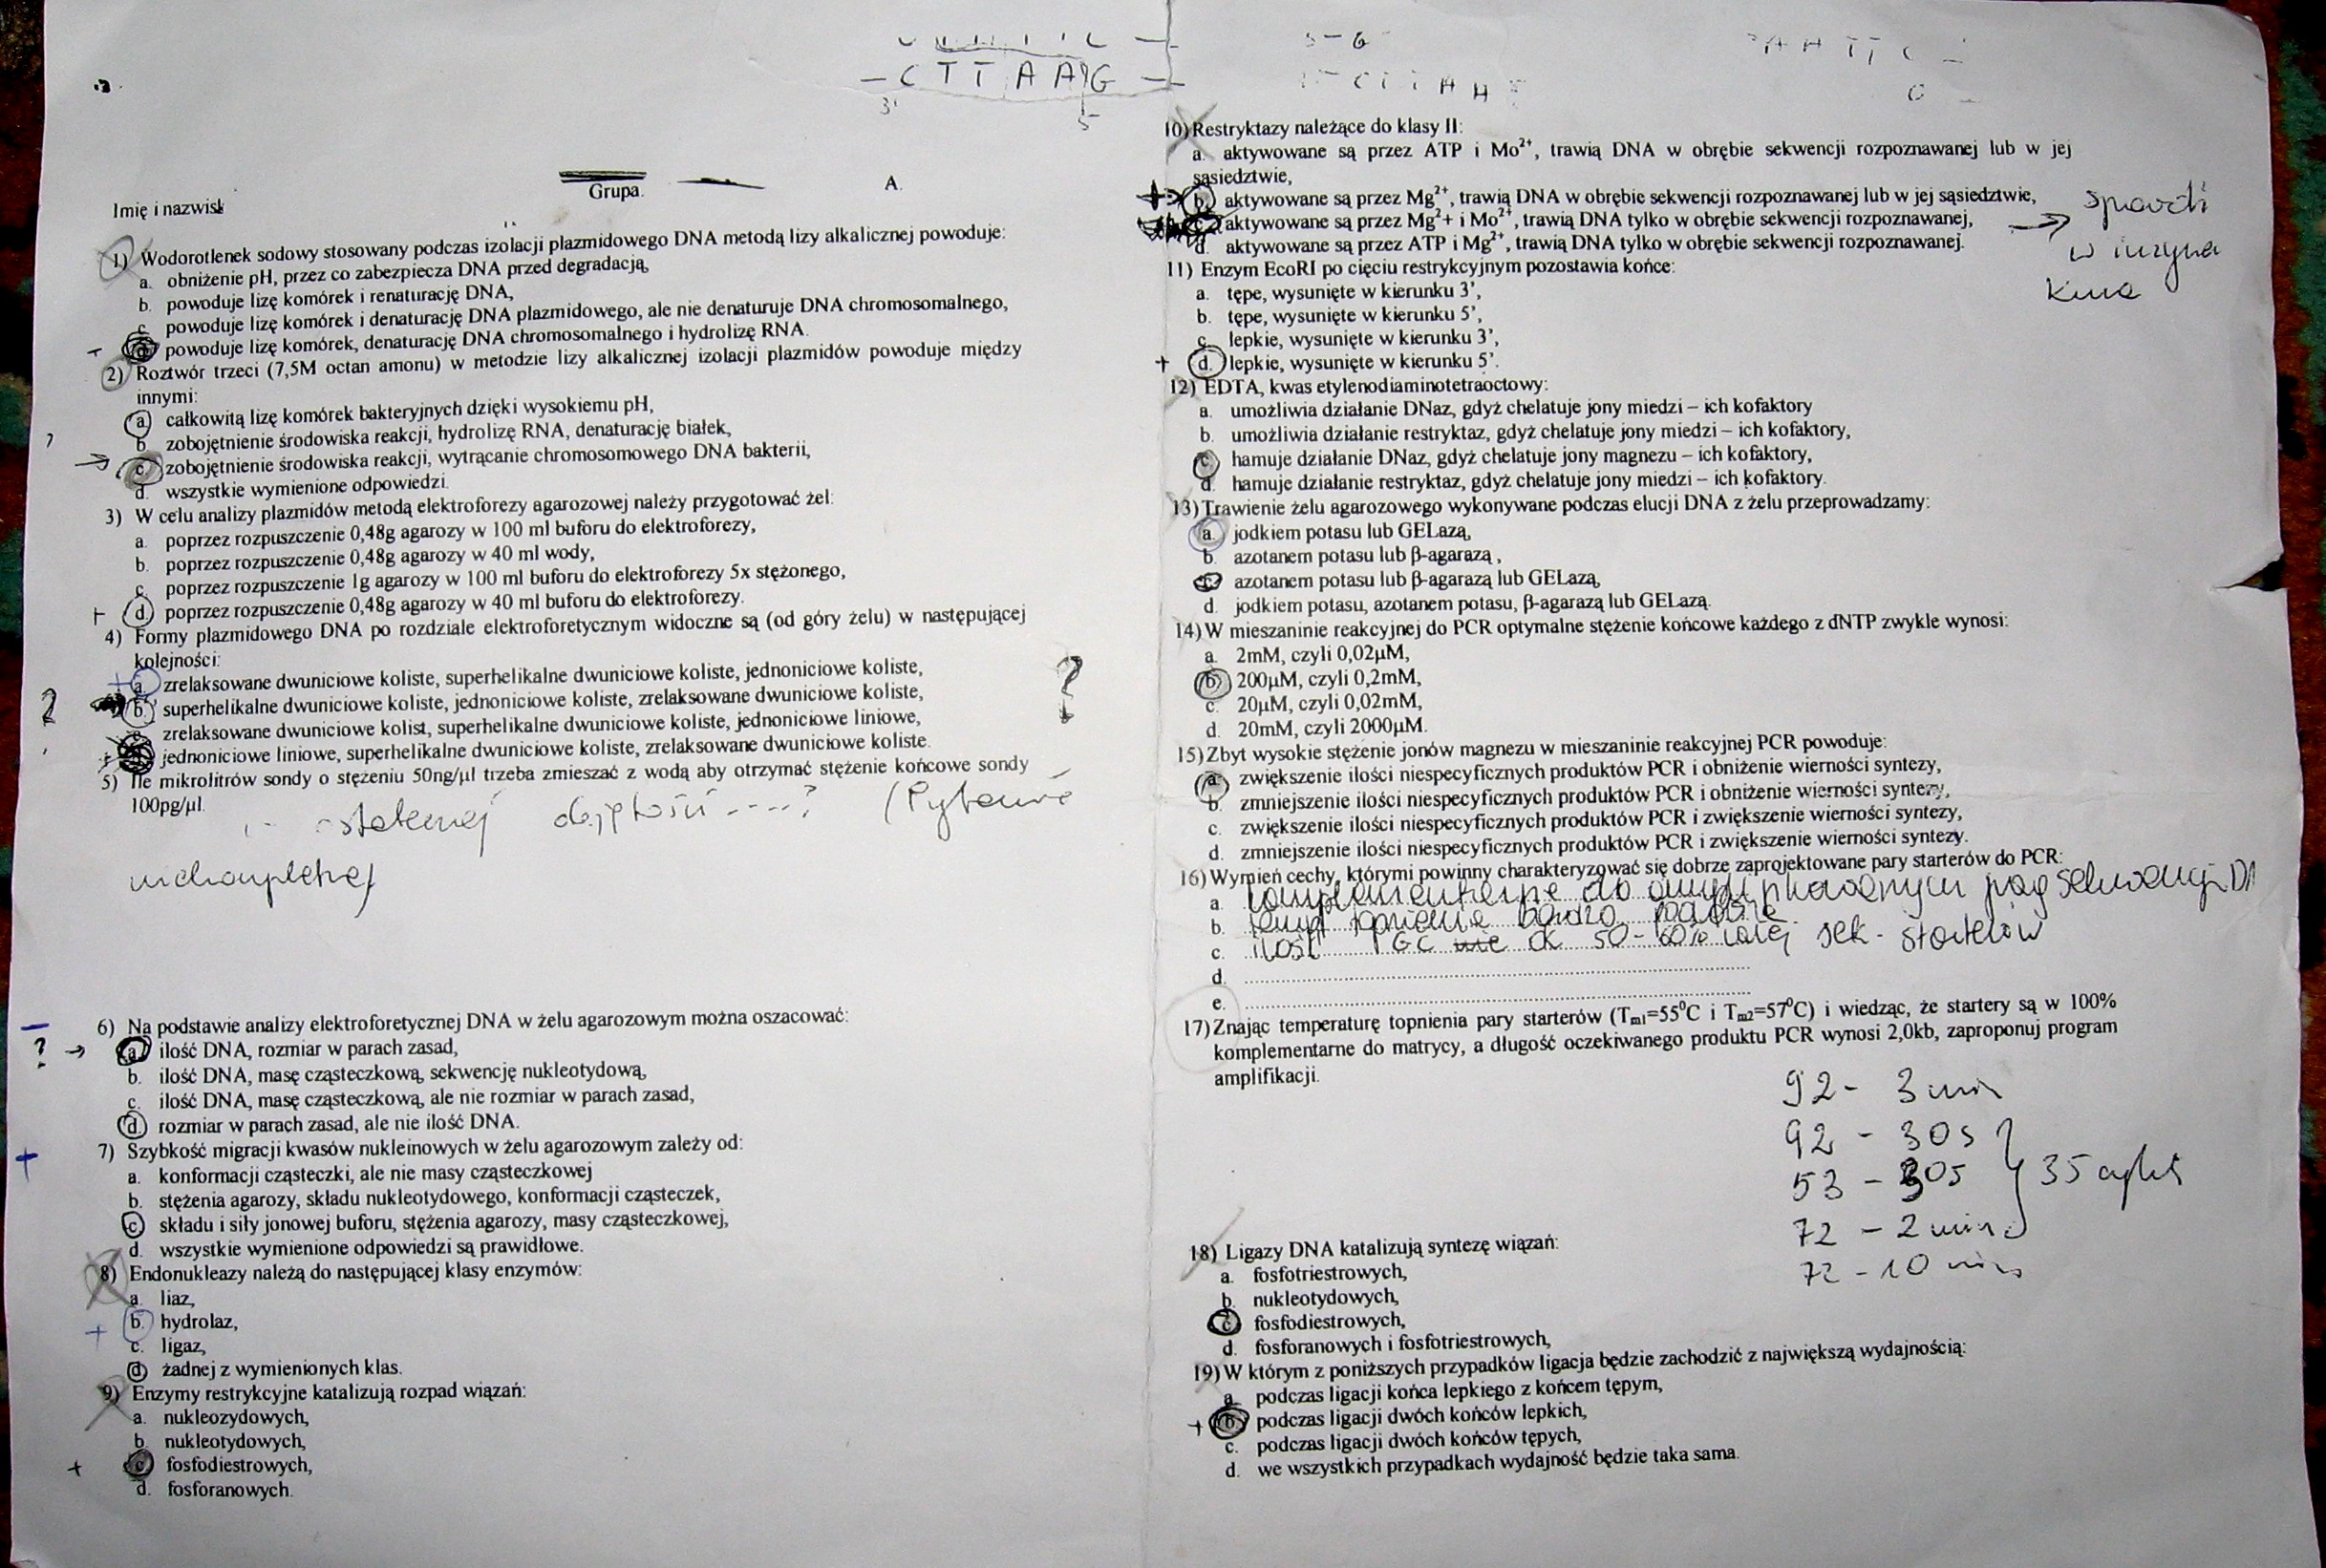 - C T T A A G -
3'
5'
Grupa.
A.
Imię i nazwisk
1) Wodorotlenek sodowy stosowany podczas izolacji plazmidowego DNA metodą lizy alkalicznej powoduje:
a. obniżenie pH, przez co zabezpiecza DNA przed degradacją,
b. powoduje lizę komórek i renaturację DNA,
c. powoduje lizę komórek i denaturację DNA plazmidowego, ale nie denaturuje DNA chromosomalnego,
+ d. powoduje lizę komórek, denaturację DNA chromosomalnego i hydrolizę RNA.
2) Roztwór trzeci (7,5M octan amonu) w metodzie lizy alkalicznej izolacji plazmidów powoduje między
innymi:
a. całkowitą lizę komórek bakteryjnych dzięki wysokiemu pH,
? b. zobojętnienie środowiska reakcji, hydrolizę RNA, denaturację białek,
→ c. zobojętnienie środowiska reakcji, wytrącanie chromosomowego DNA bakterii,
d. wszystkie wymienione odpowiedzi.
3) W celu analizy plazmidów metodą elektroforezy agarozowej należy przygotować żel:
a. poprzez rozpuszczenie 0,48g agarozy w 100 ml buforu do elektroforezy,
b. poprzez rozpuszczenie 0,48g agarozy w 40 ml wody,
c. poprzez rozpuszczenie 1g agarozy w 100 ml buforu do elektroforezy 5x stężonego,
+ d. poprzez rozpuszczenie 0,48g agarozy w 40 ml buforu do elektroforezy.
4) Formy plazmidowego DNA po rozdziale elektroforetycznym widoczne są (od góry żelu) w następującej
kolejności:
+ a. zrelaksowane dwuniciowe koliste, superhelikalne dwuniciowe koliste, jednoniciowe koliste,
? b. superhelikalne dwuniciowe koliste, jednoniciowe koliste, zrelaksowane dwuniciowe koliste, ?
c. zrelaksowane dwuniciowe kolist, superhelikalne dwuniciowe koliste, jednoniciowe liniowe,
+ d. jednoniciowe liniowe, superhelikalne dwuniciowe koliste, zrelaksowane dwuniciowe koliste.
5) Ile mikrolitrów sondy o stężeniu 50ng/µl trzeba zmieszać z wodą aby otrzymać stężenie końcowe sondy
100pg/µl.
ostatecznej objętości ....? (Pytanie
niekompletne)
6) Na podstawie analizy elektroforetycznej DNA w żelu agarozowym można oszacować:
? → a. ilość DNA, rozmiar w parach zasad,
b. ilość DNA, masę cząsteczkową, sekwencję nukleotydową,
c. ilość DNA, masę cząsteczkową, ale nie rozmiar w parach zasad,
d. rozmiar w parach zasad, ale nie ilość DNA.
+ 7) Szybkość migracji kwasów nukleinowych w żelu agarozowym zależy od:
a. konformacji cząsteczki, ale nie masy cząsteczkowej
b. stężenia agarozy, składu nukleotydowego, konformacji cząsteczek,
c. składu i siły jonowej buforu, stężenia agarozy, masy cząsteczkowej,
d. wszystkie wymienione odpowiedzi są prawidłowe.
8) Endonukleazy należą do następującej klasy enzymów:
a. liaz,
+ b. hydrolaz,
c. ligaz,
d. żadnej z wymienionych klas.
9) Enzymy restrykcyjne katalizują rozpad wiązań:
a. nukleozydowych,
b. nukleotydowych,
+ c. fosfodiestrowych,
d. fosforanowych.
5 - G
10) Restryktazy należące do klasy II:
a. aktywowane są przez ATP i Mo²⁺, trawią DNA w obrębie sekwencji rozpoznawanej lub w jej
sąsiedztwie,
b. aktywowane są przez Mg²⁺, trawią DNA w obrębie sekwencji rozpoznawanej lub w jej sąsiedztwie,
c. aktywowane są przez Mg²+ i Mo²⁺, trawią DNA tylko w obrębie sekwencji rozpoznawanej,
d. aktywowane są przez ATP i Mg²⁺, trawią DNA tylko w obrębie sekwencji rozpoznawanej.
→ w
11) Enzym EcoRI po cięciu restrykcyjnym pozostawia końce:
a. tępe, wysunięte w kierunku 3',
b. tępe, wysunięte w kierunku 5',
c. lepkie, wysunięte w kierunku 3',
+ d. lepkie, wysunięte w kierunku 5'.
12) EDTA, kwas etylenodiaminotetraoctowy:
a. umożliwia działanie DNaz, gdyż chelatuje jony miedzi – ich kofaktory
b. umożliwia działanie restryktaz, gdyż chelatuje jony miedzi – ich kofaktory,
c. hamuje działanie DNaz, gdyż chelatuje jony magnezu – ich kofaktory,
d. hamuje działanie restryktaz, gdyż chelatuje jony miedzi – ich kofaktory.
13) Trawienie żelu agarozowego wykonywane podczas elucji DNA z żelu przeprowadzamy:
a. jodkiem potasu lub GELazą,
b. azotanem potasu lub β-agarazą ,
c. azotanem potasu lub β-agarazą lub GELazą,
d. jodkiem potasu, azotanem potasu, β-agarazą lub GELazą.
14) W mieszaninie reakcyjnej do PCR optymalne stężenie końcowe każdego z dNTP zwykle wynosi:
a. 2mM, czyli 0,02µM,
b. 200µM, czyli 0,2mM,
c. 20µM, czyli 0,02mM,
d. 20mM, czyli 2000µM.
15) Zbyt wysokie stężenie jonów magnezu w mieszaninie reakcyjnej PCR powoduje:
a. zwiększenie ilości niespecyficznych produktów PCR i obniżenie wierności syntezy,
b. zmniejszenie ilości niespecyficznych produktów PCR i obniżenie wierności syntezy,
c. zwiększenie ilości niespecyficznych produktów PCR i zwiększenie wierności syntezy,
d. zmniejszenie ilości niespecyficznych produktów PCR i zwiększenie wierności syntezy.
16) Wymień cechy, którymi powinny charakteryzować się dobrze zaprojektowane pary starterów do PCR:
a. komplementarne do sekwencji
b. temp topnienia bardzo podobne
c. ilość GC ok 50 - 60% całej sek. starterów
d.
e.
17) Znając temperaturę topnienia pary starterów (Tm1=55⁰C i Tm2=57⁰C) i wiedząc, że startery są w 100%
komplementarne do matrycy, a długość oczekiwanego produktu PCR wynosi 2,0kb, zaproponuj program
amplifikacji.
92 - 3 min
92 - 30s
53 - 30s } 35 cykli
72 - 2 min
72 - 10 min
18) Ligazy DNA katalizują syntezę wiązań:
a. fosfotriestrowych,
b. nukleotydowych,
c. fosfodiestrowych,
d. fosforanowych i fosfotriestrowych,
19) W którym z poniższych przypadków ligacja będzie zachodzić z największą wydajnością:
a. podczas ligacji końca lepkiego z końcem tępym,
+ b. podczas ligacji dwóch końców lepkich,
c. podczas ligacji dwóch końców tępych,
d. we wszystkich przypadkach wydajność będzie taka sama.